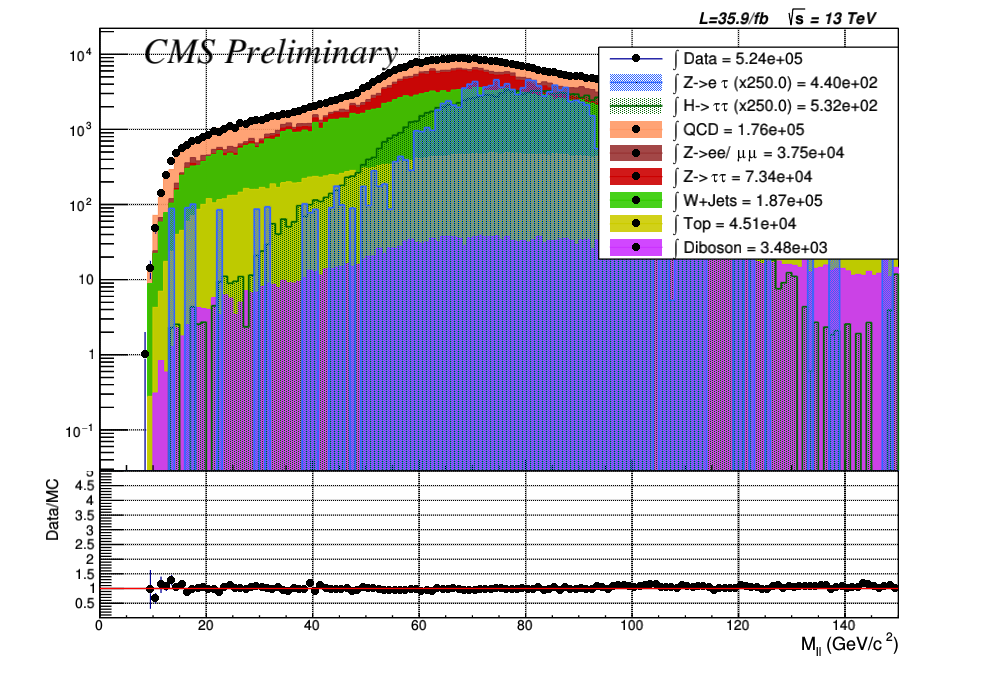 L=35.9/fb √s = 13 TeV
CMS Preliminary
∫ Data = 5.24e+05
∫ Z->e τ (x250.0) = 4.40e+02
∫ H-> ττ (x250.0) = 5.32e+02
∫ QCD = 1.76e+05
∫ Z->ee/ μμ = 3.75e+04
∫ Z-> ττ = 7.34e+04
∫ W+Jets = 1.87e+05
∫ Top = 4.51e+04
∫ Diboson = 3.48e+03
10⁴
10³
10²
10
1
10⁻¹
Data/MC
5
4.5
4
3.5
3
2.5
2
1.5
1
0.5
0 20 40 60 80 100 120 140
M_ll (GeV/c²)